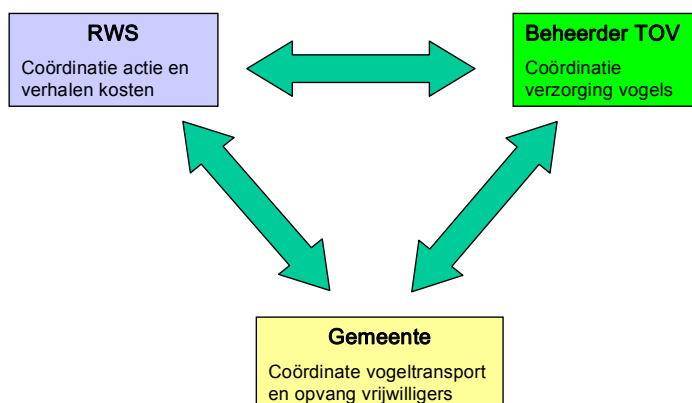 RWS
Coördinatie actie en
verhalen kosten
Beheerder TOV
Coördinatie
verzorging vogels
Gemeente
Coördinate vogeltransport
en opvang vrijwilligers